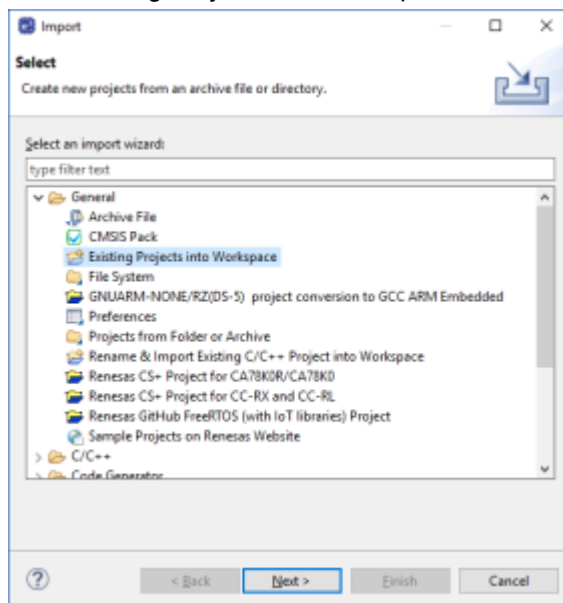 Import
Select
Create new projects from an archive file or directory.
Select an import wizard:
type filter text
General
Archive File
CMSIS Pack
Existing Projects into Workspace
File System
GNUARM-NONE/RZ(DS-5) project conversion to GCC ARM Embedded
Preferences
Projects from Folder or Archive
Rename & Import Existing C/C++ Project into Workspace
Renesas CS+ Project for CA78K0R/CA78K0
Renesas CS+ Project for CC-RX and CC-RL
Renesas GitHub FreeRTOS (with IoT libraries) Project
Sample Projects on Renesas Website
C/C++
Code Generator
< Back
Next >
Finish
Cancel